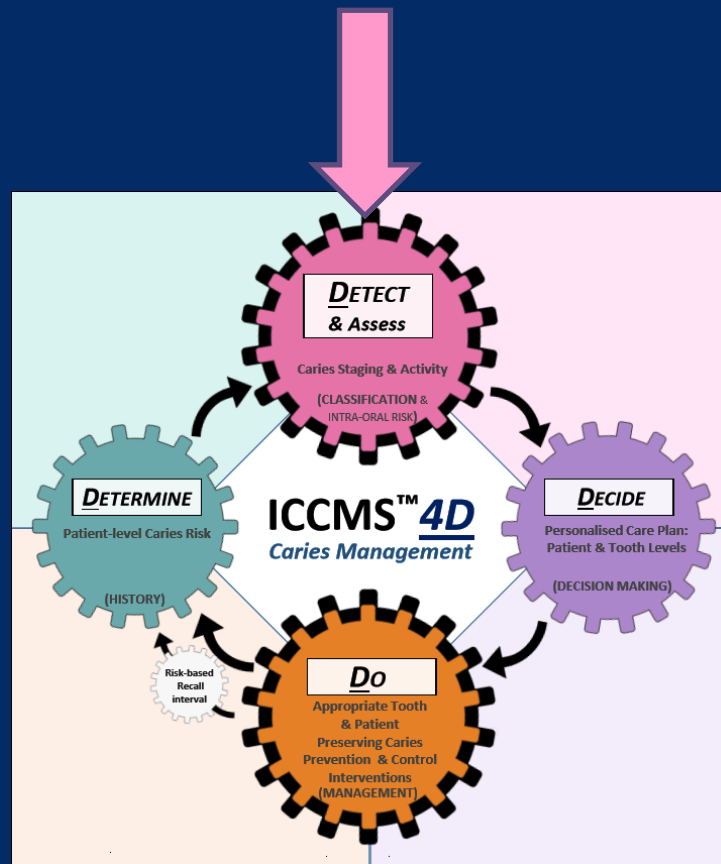 DETECT
& Assess
Caries Staging & Activity
(CLASSIFICATION &
INTRA-ORAL RISK)
DETERMINE
Patient-level Caries Risk
(HISTORY)
ICCMS™ 4D
Caries Management
DECIDE
Personalised Care Plan:
Patient & Tooth Levels
(DECISION MAKING)
Risk-based
Recall
interval
DO
Appropriate Tooth
& Patient
Preserving Caries
Prevention & Control
Interventions
(MANAGEMENT)